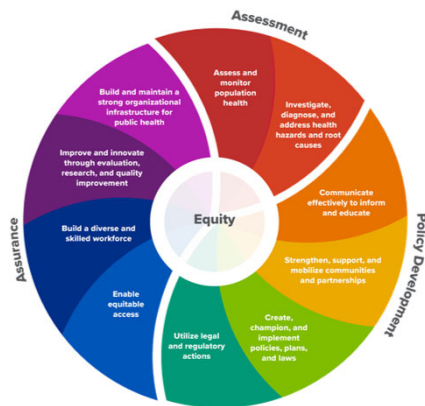 Assessment
Assess and
monitor
population
health
Investigate,
diagnose, and
address health
hazards and root
causes
Policy Development
Communicate
effectively to inform
and educate
Strengthen, support, and
mobilize communities
and partnerships
Create,
champion, and
implement
policies, plans,
and laws
Utilize legal
and regulatory
actions
Assurance
Enable
equitable
access
Build a diverse and
skilled workforce
Improve and innovate
through evaluation,
research, and quality
improvement
Build and maintain a
strong organizational
infrastructure for
public health
Equity